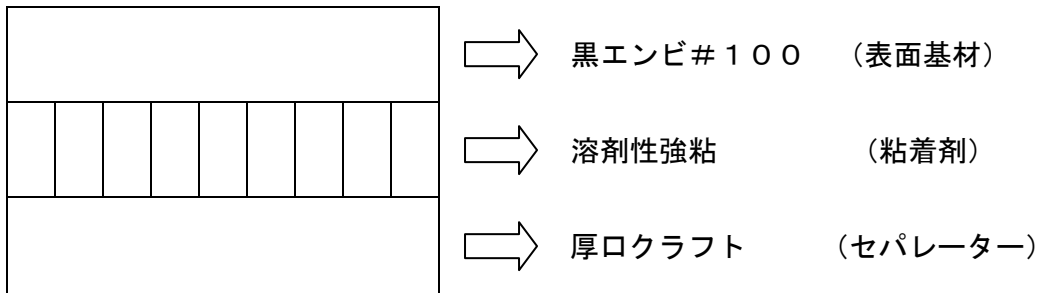 黒エンビ#１００　（表面基材）
溶剤性強粘　（粘着剤）
厚口クラフト　（セパレーター）